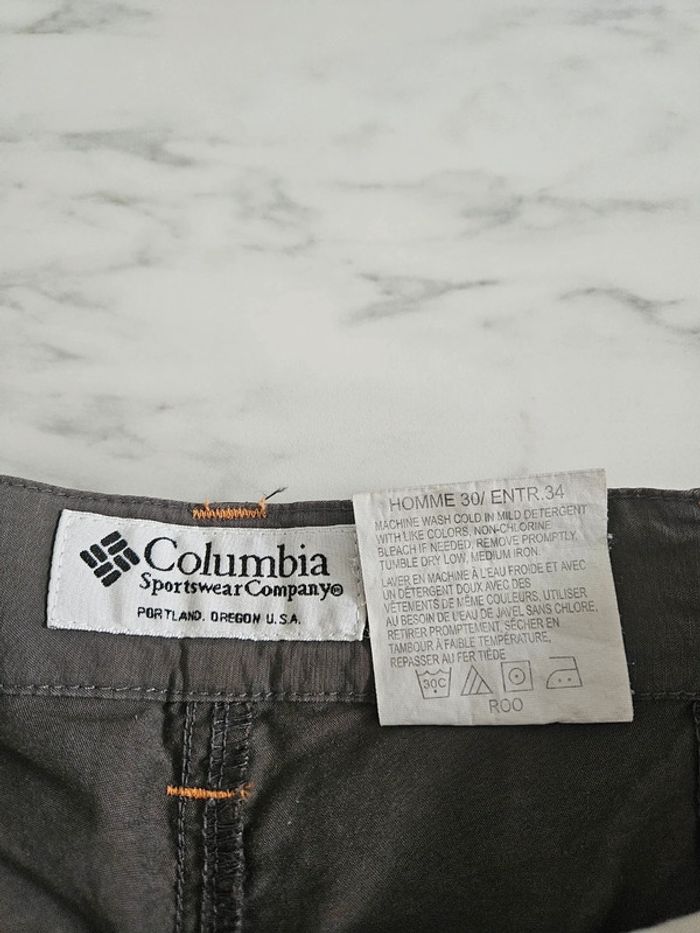 Columbia
Sportswear Company®
PORTLAND. OREGON U.S.A.
HOMME 30/ ENTR.34
MACHINE WASH COLD IN MILD DETERGENT
WITH LIKE COLORS, NON-CHLORINE
BLEACH IF NEEDED, REMOVE PROMPTLY,
TUMBLE DRY LOW, MEDIUM IRON.
LAVER EN MACHINE À L'EAU FROIDE ET AVEC
UN DÉTERGENT DOUX AVEC DES
VÊTEMENTS DE MÊME COULEURS, UTILISER
AU BESOIN DE L'EAU DE JAVEL SANS CHLORE,
RETIRER PROMPTEMENT, SÉCHER EN
TAMBOUR À FAIBLE TEMPÉRATURE,
REPASSER AU FER TIÈDE
30C
ROO